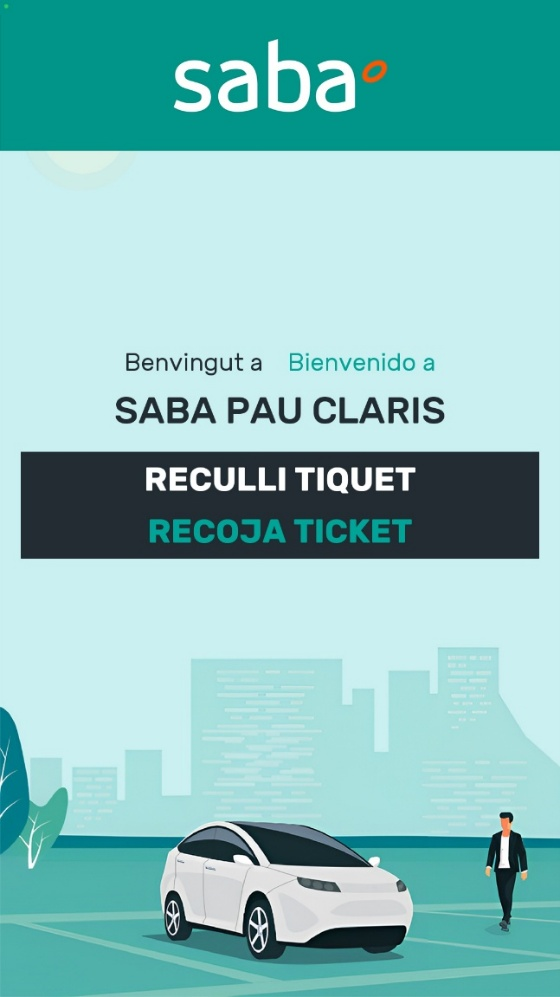 saba
Benvingut a Bienvenido a
SABA PAU CLARIS
RECULLI TIQUET
RECOJA TICKET